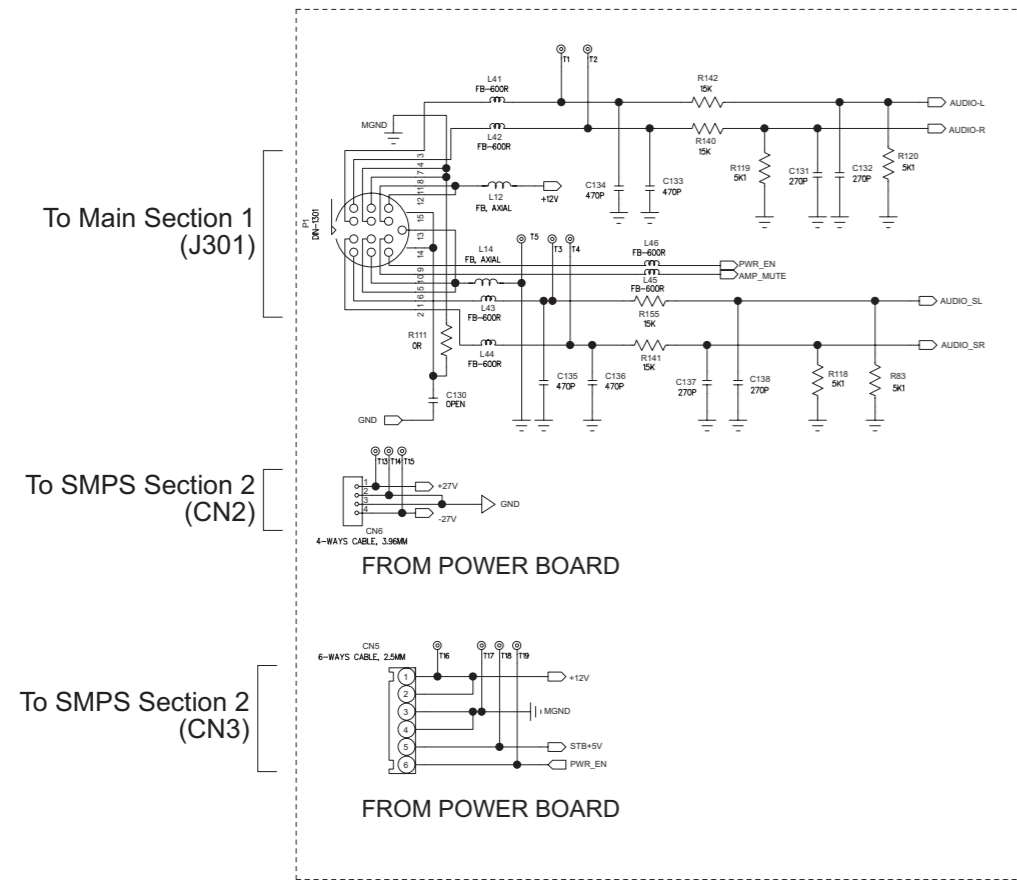 To Main Section 1
(J301)
P1
DIN-1301
MGND
L41
FB-600R
L42
FB-600R
T1
T2
R142
15K
R140
15K
AUDIO-L
AUDIO-R
R119
5K1
C131
270P
C132
270P
R120
5K1
C134
470P
C133
470P
L12
FB, AXIAL
+12V
3
4
7
8
11
12
15
13
14
9
10
5
6
1
2
L14
FB, AXIAL
T5
T3
T4
L46
FB-600R
PWR_EN
AMP_MUTE
L45
FB-600R
L43
FB-600R
R155
15K
AUDIO_SL
L44
FB-600R
R141
15K
AUDIO_SR
R111
0R
C135
470P
C136
470P
C137
270P
C138
270P
R118
5K1
R83
5K1
C130
OPEN
GND
To SMPS Section 2
(CN2)
T13
T14
T15
1
2
3
4
+27V
GND
-27V
CN6
4-WAYS CABLE, 3.96MM
FROM POWER BOARD
To SMPS Section 2
(CN3)
CN5
6-WAYS CABLE, 2.5MM
T16
T17
T18
T19
1
2
3
4
5
6
+12V
MGND
STB+5V
PWR_EN
FROM POWER BOARD